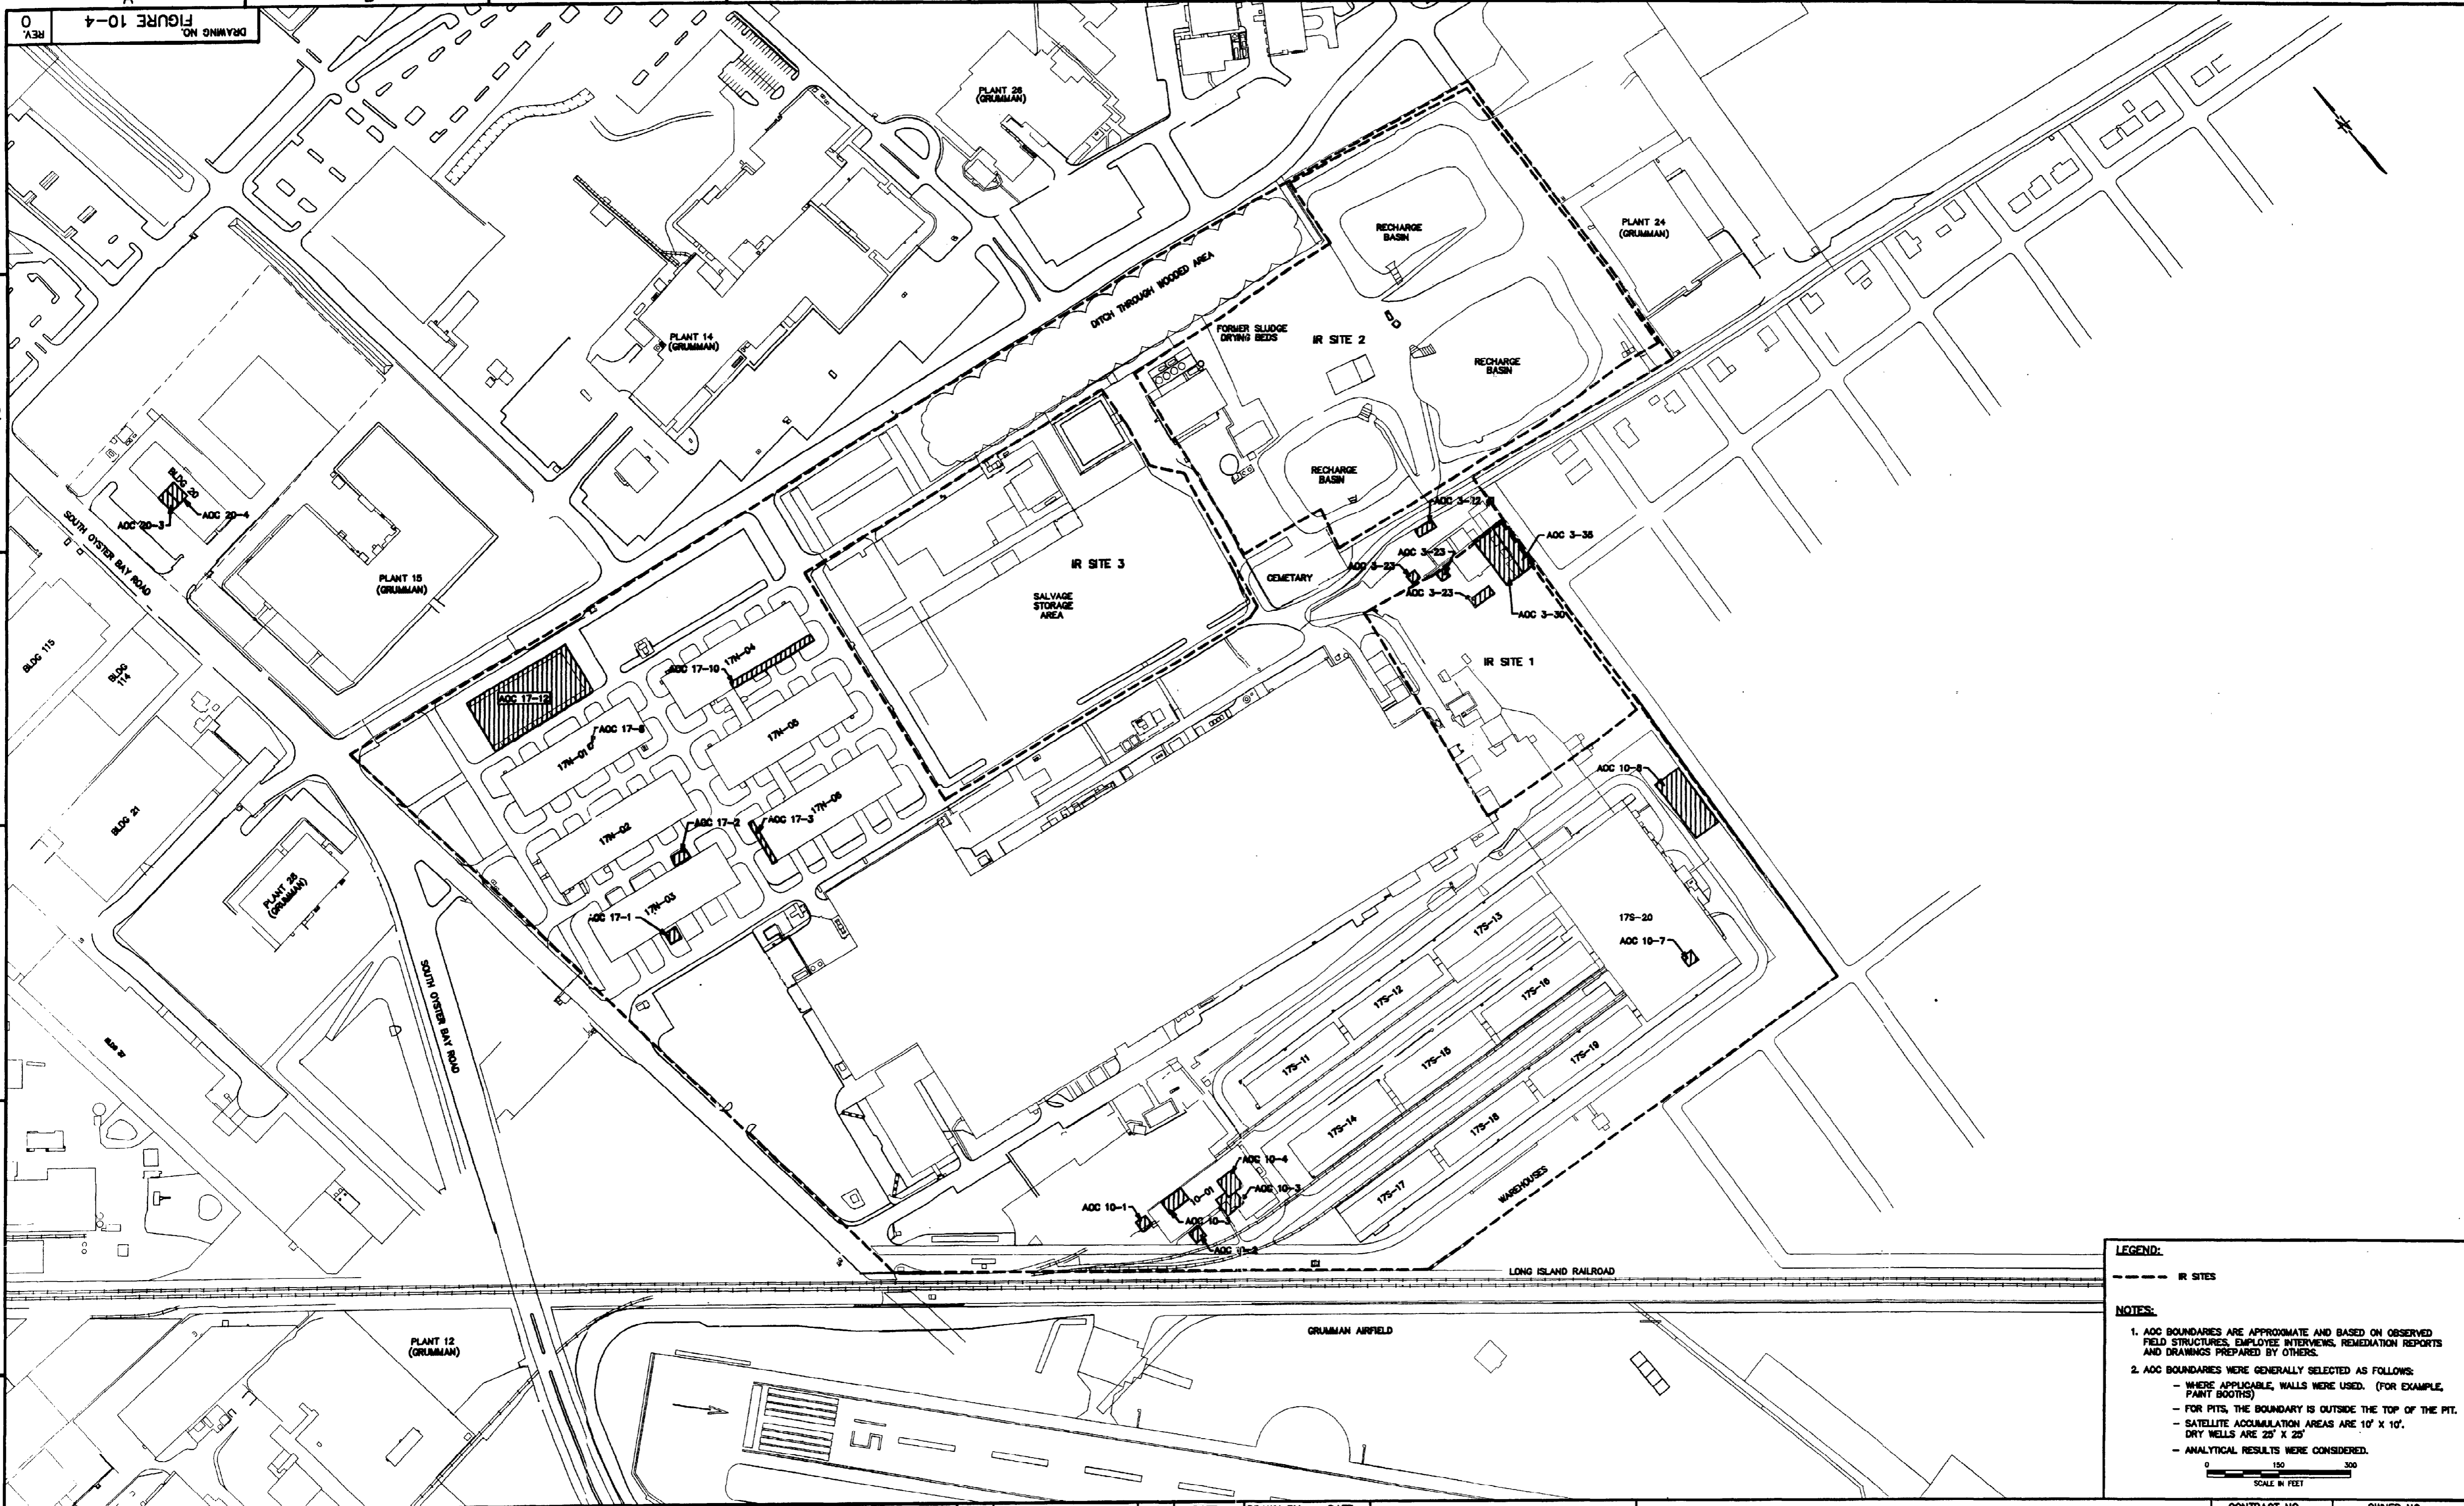 DRAWING NO.
FIGURE 10-4
REV.
0
PLANT 26
(GRUMMAN)
PLANT 24
(GRUMMAN)
RECHARGE
BASIN
DITCH THROUGH WOODED AREA
FORMER SLUDGE
DRYING BEDS
IR SITE 2
PLANT 14
(GRUMMAN)
RECHARGE
BASIN
RECHARGE
BASIN
BLDG 20
AOC 20-4
AOC 20-3
SOUTH OYSTER BAY ROAD
PLANT 15
(GRUMMAN)
AOC 3-35
AOC 3-23
AOC 3-23
AOC 3-23
AOC 3-30
IR SITE 3
CEMETARY
SALVAGE
STORAGE
AREA
IR SITE 1
BLDG 115
BLDG
114
AOC 17-10
17N-04
AOC 17-12
17N-01
17N-05
AOC 10-8
BLDG 21
17N-02
AOC 17-2
AOC 17-3
17N-06
PLANT 28
(GRUMMAN)
AOC 17-1
17N-03
17S-13
17S-20
AOC 10-7
SOUTH OYSTER BAY ROAD
17S-12
17S-16
17S-11
17S-15
17S-19
17S-14
17S-18
17S-17
WAREHOUSES
AOC 10-4
10-01
AOC 10-3
AOC 10-1
LONG ISLAND RAILROAD
GRUMMAN AIRFIELD
PLANT 12
(GRUMMAN)
15
LEGEND:
IR SITES
NOTES:
1. AOC BOUNDARIES ARE APPROXIMATE AND BASED ON OBSERVED
FIELD STRUCTURES, EMPLOYEE INTERVIEWS, REMEDIATION REPORTS
AND DRAWINGS PREPARED BY OTHERS.
2. AOC BOUNDARIES WERE GENERALLY SELECTED AS FOLLOWS:
- WHERE APPLICABLE, WALLS WERE USED. (FOR EXAMPLE,
PAINT BOOTHS)
- FOR PITS, THE BOUNDARY IS OUTSIDE THE TOP OF THE PIT.
- SATELLITE ACCUMULATION AREAS ARE 10' X 10'.
DRY WELLS ARE 25' X 25'
- ANALYTICAL RESULTS WERE CONSIDERED.
0 150 300
SCALE IN FEET